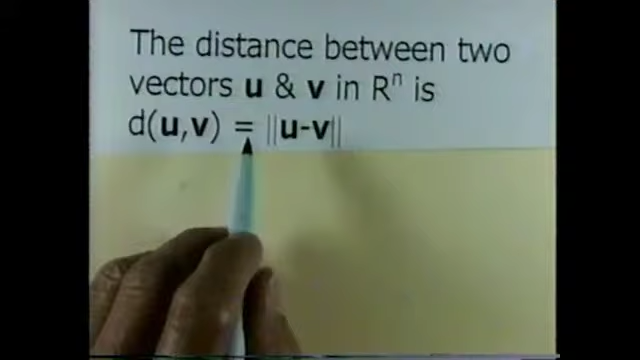 The distance between two
vectors u & v in Rⁿ is
d(u,v) = ||u-v||